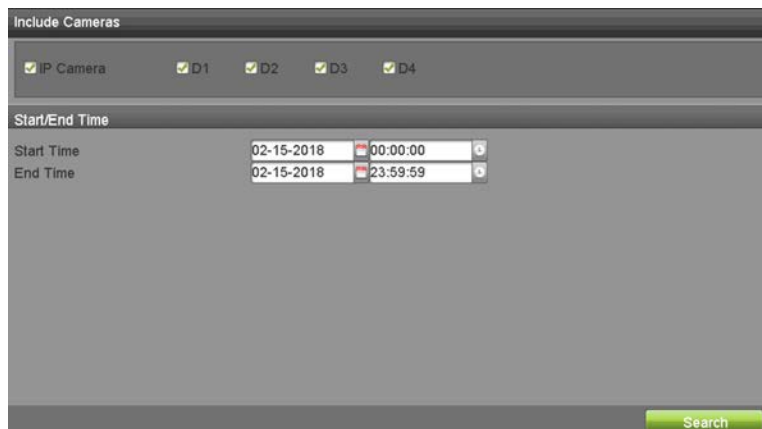 Include Cameras
IP Camera D1 D2 D3 D4
Start/End Time
Start Time 02-15-2018 00:00:00
End Time 02-15-2018 23:59:59
Search